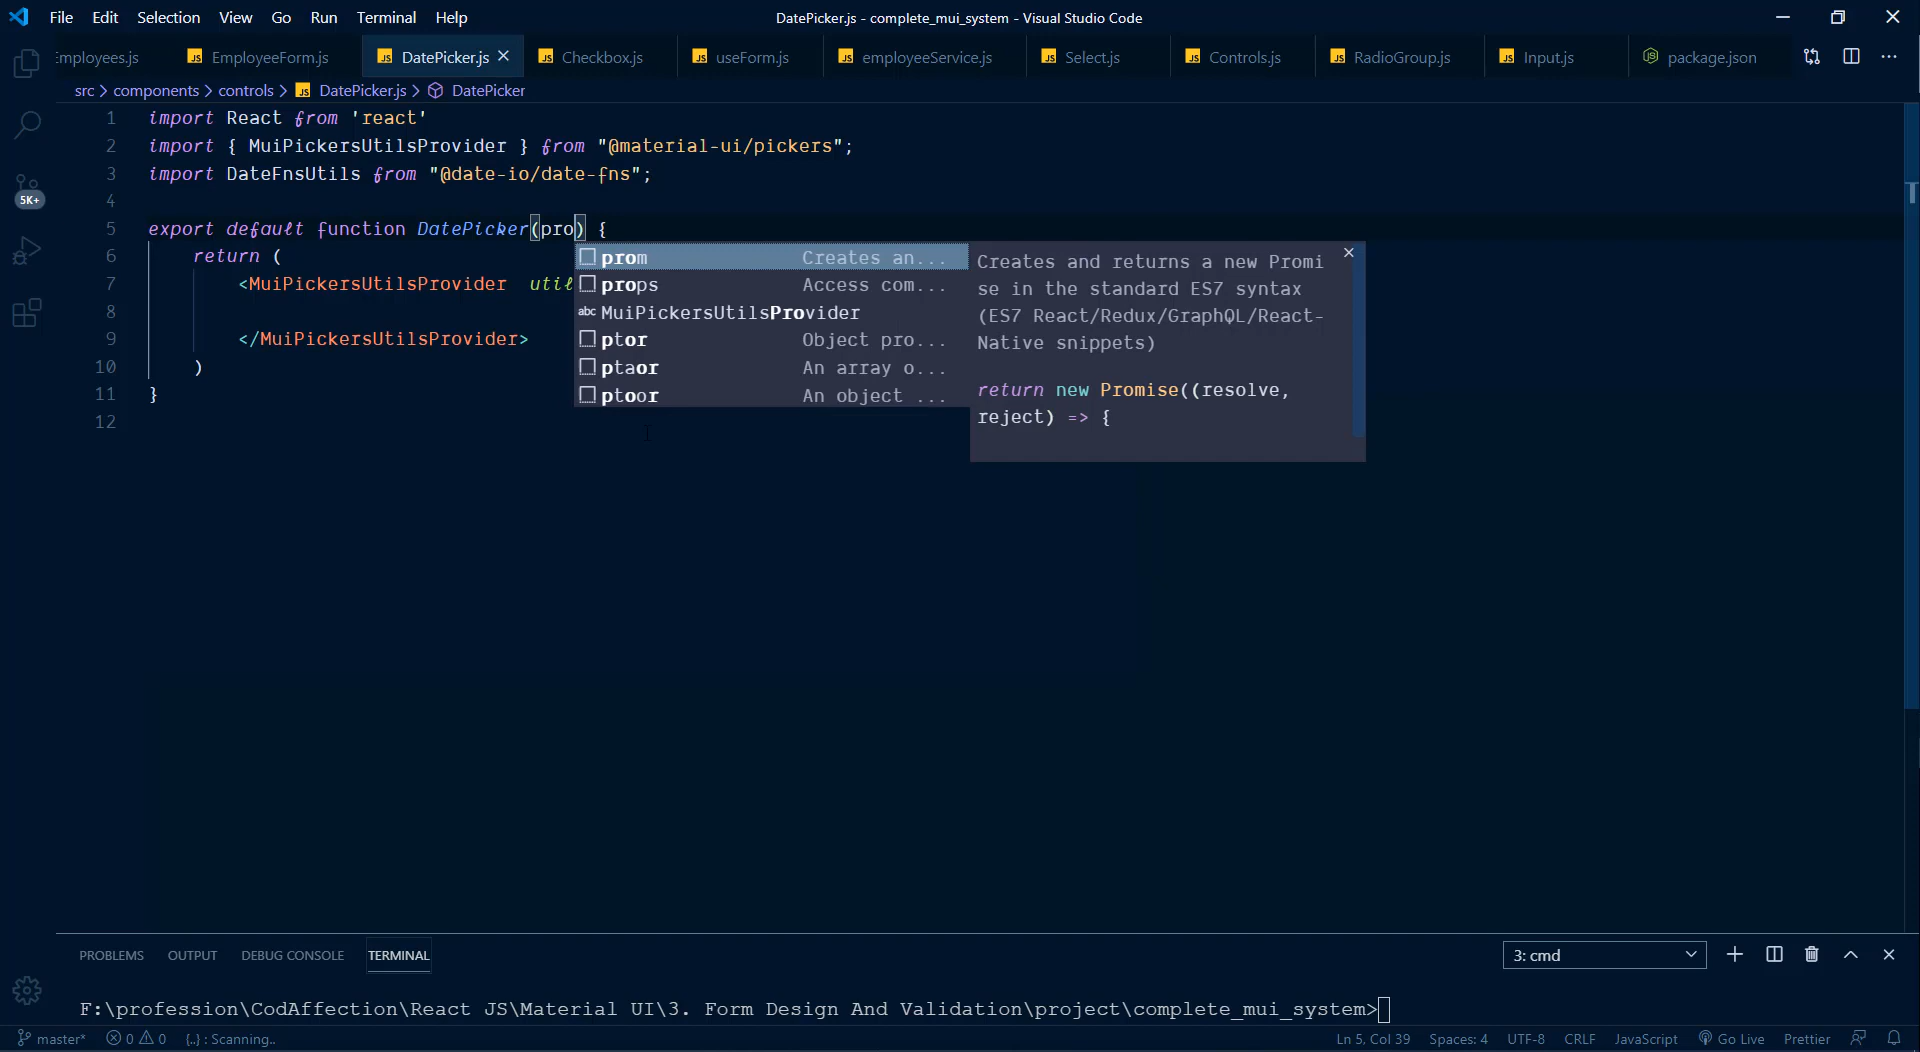 File Edit Selection View Go Run Terminal Help DatePicker.js - complete_mui_system - Visual Studio Code
Employees.js EmployeeForm.js DatePicker.js Checkbox.js useForm.js employeeService.js Select.js Controls.js RadioGroup.js Input.js package.json
src > components > controls > DatePicker.js > DatePicker
1 import React from 'react'
2 import { MuiPickersUtilsProvider } from "@material-ui/pickers";
3 import DateFnsUtils from "@date-io/date-fns";
4
5 export default function DatePicker(pro) {
6 return (
7 <MuiPickersUtilsProvider util
8
9 </MuiPickersUtilsProvider>
10 )
11 }
12
prom Creates an...
props Access com...
abc MuiPickersUtilsProvider
ptor Object pro...
ptaor An array o...
ptoor An object ...
Creates and returns a new Promi
se in the standard ES7 syntax
(ES7 React/Redux/GraphQL/React-
Native snippets)
return new Promise((resolve,
reject) => {
5K+
PROBLEMS OUTPUT DEBUG CONSOLE TERMINAL 3: cmd
F:\profession\CodAffection\React JS\Material UI\3. Form Design And Validation\project\complete_mui_system>
master* 0 0 {..} : Scanning.. Ln 5, Col 39 Spaces: 4 UTF-8 CRLF JavaScript Go Live Prettier